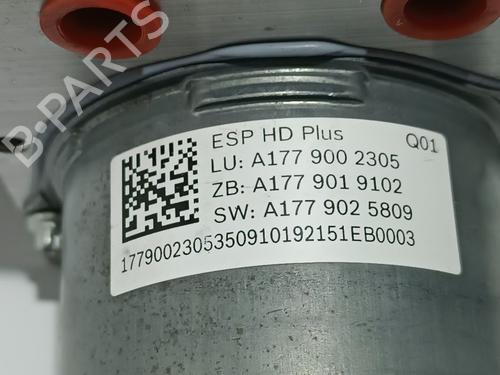 ESP HD Plus Q01
LU: A177 900 2305
ZB: A177 901 9102
SW: A177 902 5809
1779002305350910192151EB0003
B-PARTS